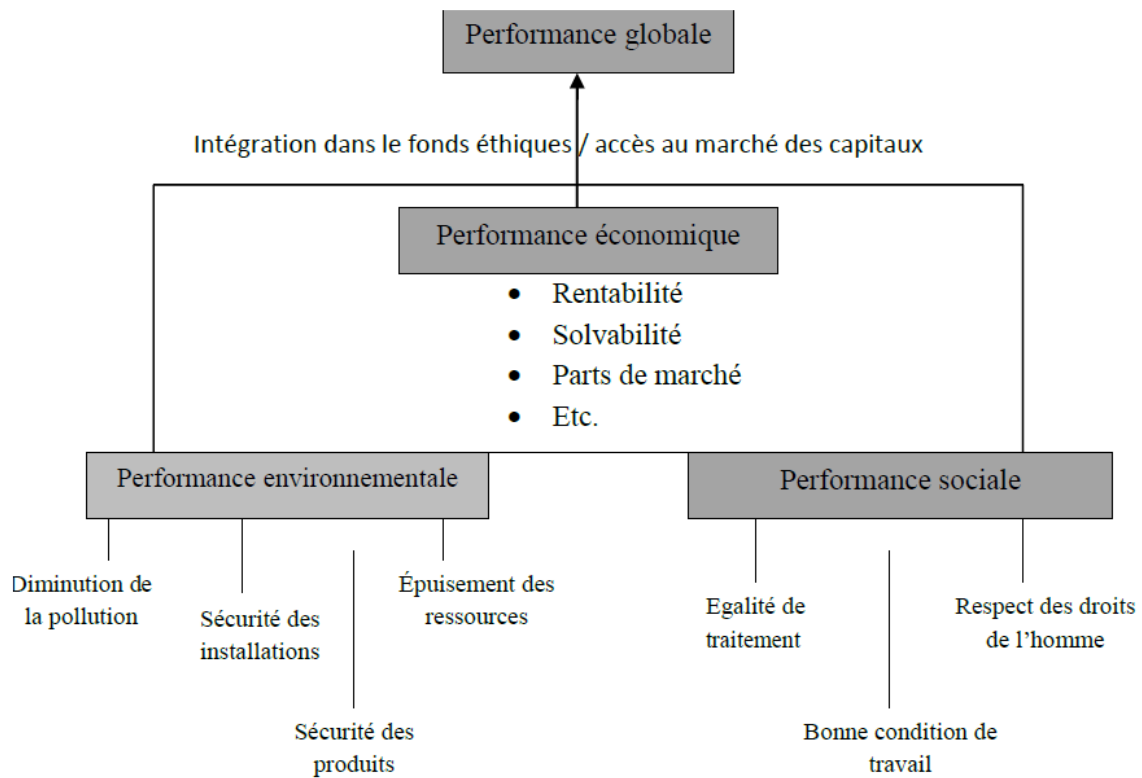 Performance globale
Intégration dans le fonds éthiques / accès au marché des capitaux
Performance économique
• Rentabilité
• Solvabilité
• Parts de marché
• Etc.
Performance environnementale
Performance sociale
Diminution de
la pollution
Sécurité des
installations
Sécurité des
produits
Épuisement des
ressources
Egalité de
traitement
Bonne condition de
travail
Respect des droits
de l’homme